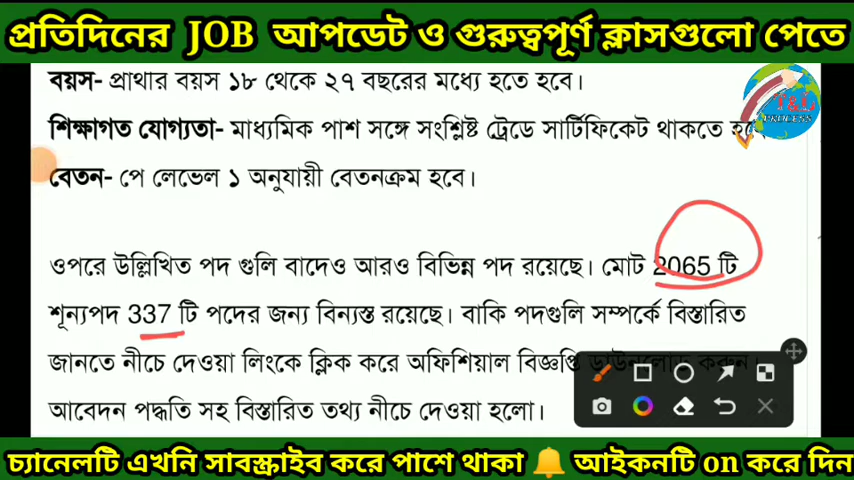 প্রতিদিনের JOB আপডেট ও গুরুত্বপূর্ণ ক্লাসগুলো পেতে
বয়স- প্রাথার বয়স ১৮ থেকে ২৭ বছরের মধ্যে হতে হবে।
T&L
PROCESS
শিক্ষাগত যোগ্যতা- মাধ্যমিক পাশ সঙ্গে সংশ্লিষ্ট ট্রেডে সার্টিফিকেট থাকতে হবে
বেতন- পে লেভেল ১ অনুযায়ী বেতনক্রম হবে।
ওপরে উল্লিখিত পদ গুলি বাদেও আরও বিভিন্ন পদ রয়েছে। মোট 2065 টি
শূন্যপদ 337 টি পদের জন্য বিন্যস্ত রয়েছে। বাকি পদগুলি সম্পর্কে বিস্তারিত
জানতে নীচে দেওয়া লিংকে ক্লিক করে অফিশিয়াল বিজ্ঞপ্তি ডাউনলোড করুন।
আবেদন পদ্ধতি সহ বিস্তারিত তথ্য নীচে দেওয়া হলো।
চ্যানেলটি এখনি সাবস্ক্রাইব করে পাশে থাকা আইকনটি on করে দিন